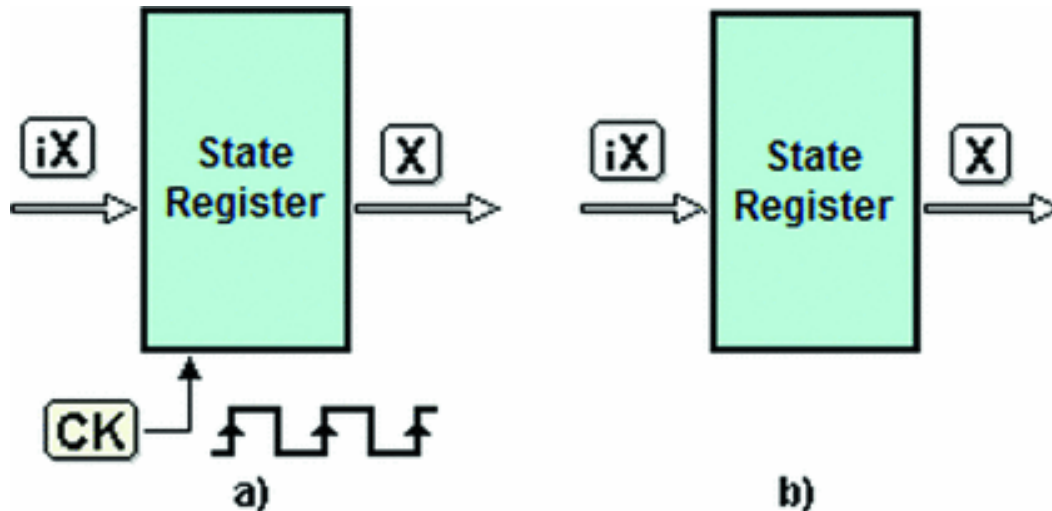 iX
State
Register
X
CK
a)
iX
State
Register
X
b)